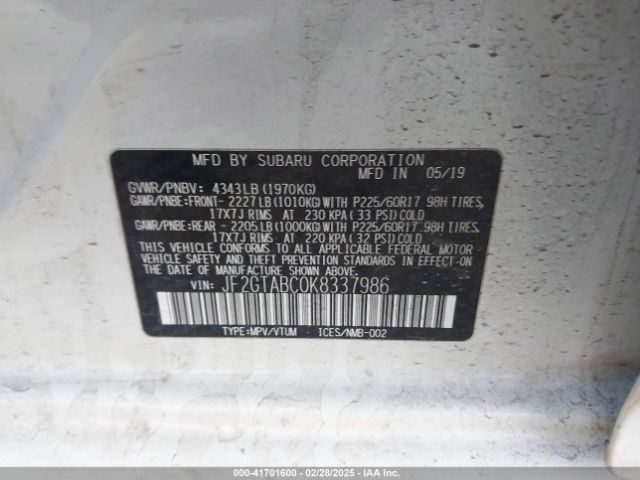 MFD BY SUBARU CORPORATION
MFD IN 05/19
GVWR/PNBV: 4343LB(1970KG)
GAWR/PNBE:FRONT- 2227LB(1010KG)WITH P225/60R17 98H TIRES,
17X7J RIMS AT 230 KPA(33 PSI)COLD
GAWR/PNBE:REAR - 2205LB(1000KG)WITH P225/60R17 98H TIRES,
17X7J RIMS AT 220 KPA(32 PSI)COLD
THIS VEHICLE CONFORMS TO ALL APPLICABLE FEDERAL MOTOR
VEHICLE SAFETY AND BUMPER STANDARDS IN EFFECT ON THE
DATE OF MANUFACTURE SHOWN ABOVE.
VIN: JF2GTABC0K8337986
TYPE:MPV/VTUM ICES/NMB-002
000-41701600 - 02/28/2025 - IAAI.COM